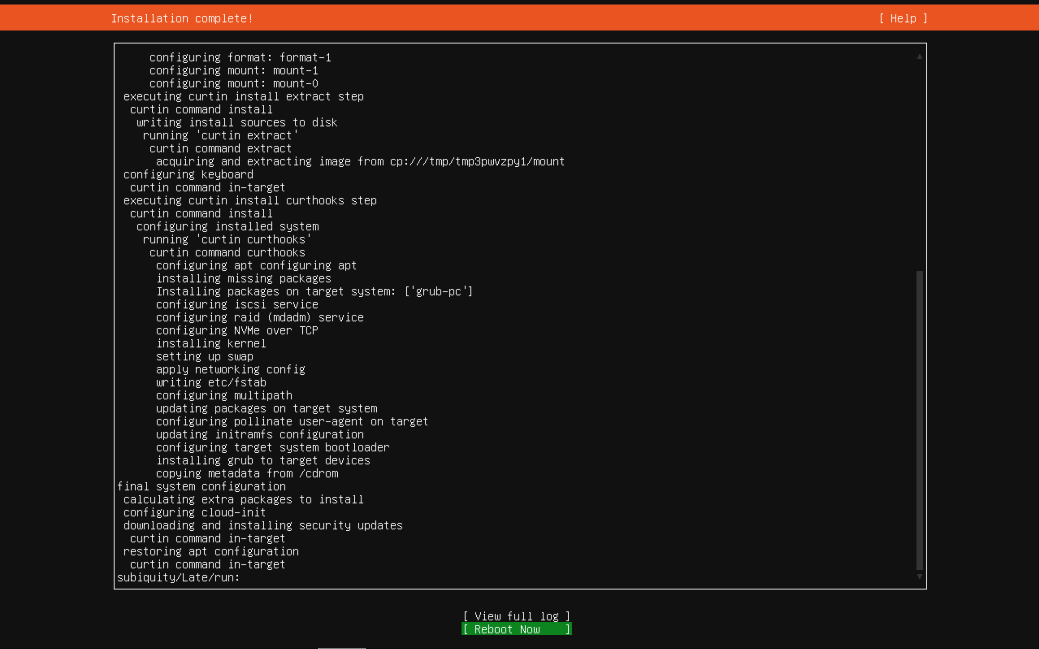 Installation complete! [ Help ]
configuring format: format-1
configuring mount: mount-1
configuring mount: mount-0
executing curtin install extract step
curtin command install
writing install sources to disk
running 'curtin extract'
curtin command extract
acquiring and extracting image from cp:///tmp/tmp3pwvzpy1/mount
configuring keyboard
curtin command in-target
executing curtin install curthooks step
curtin command install
configuring installed system
running 'curtin curthooks'
curtin command curthooks
configuring apt configuring apt
installing missing packages
Installing packages on target system: ['grub-pc']
configuring iscsi service
configuring raid (mdadm) service
configuring NVMe over TCP
installing kernel
setting up swap
apply networking config
writing etc/fstab
configuring multipath
updating packages on target system
configuring pollinate user-agent on target
updating initramfs configuration
configuring target system bootloader
installing grub to target devices
copying metadata from /cdrom
final system configuration
calculating extra packages to install
configuring cloud-init
downloading and installing security updates
curtin command in-target
restoring apt configuration
curtin command in-target
subiquity/Late/run:
[ View full log ]
[ Reboot Now ]